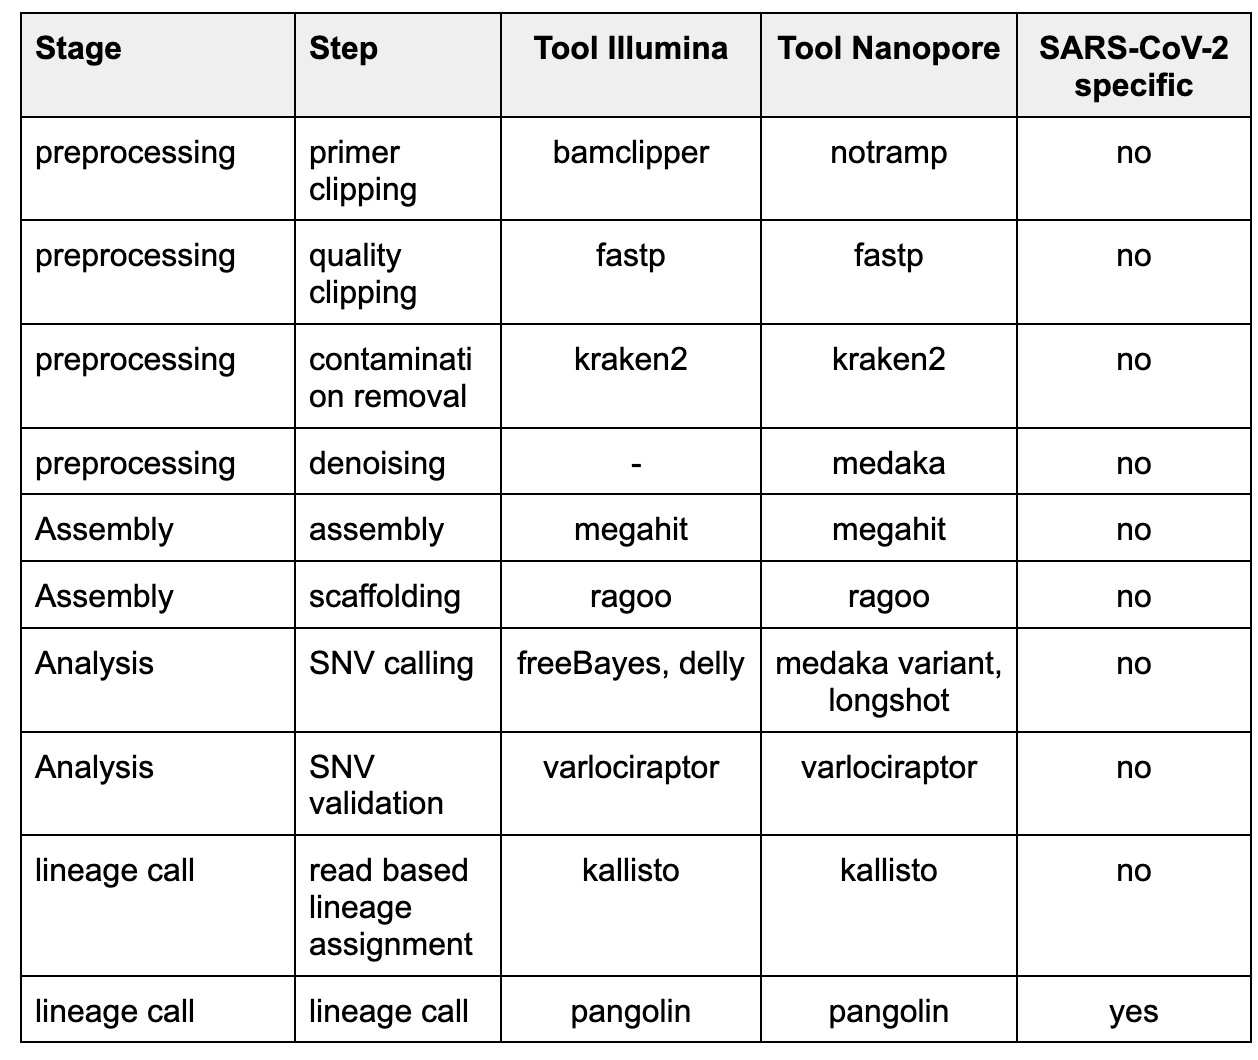 Stage Step Tool Illumina Tool Nanopore SARS-CoV-2
specific
preprocessing primer bamclipper notramp no
clipping
preprocessing quality fastp fastp no
clipping
preprocessing contaminati kraken2 kraken2 no
on removal
preprocessing denoising - medaka no
Assembly assembly megahit megahit no
Assembly scaffolding ragoo ragoo no
Analysis SNV calling freeBayes, delly medaka variant, no
longshot
Analysis SNV varlociraptor varlociraptor no
validation
lineage call read based kallisto kallisto no
lineage
assignment
lineage call lineage call pangolin pangolin yes